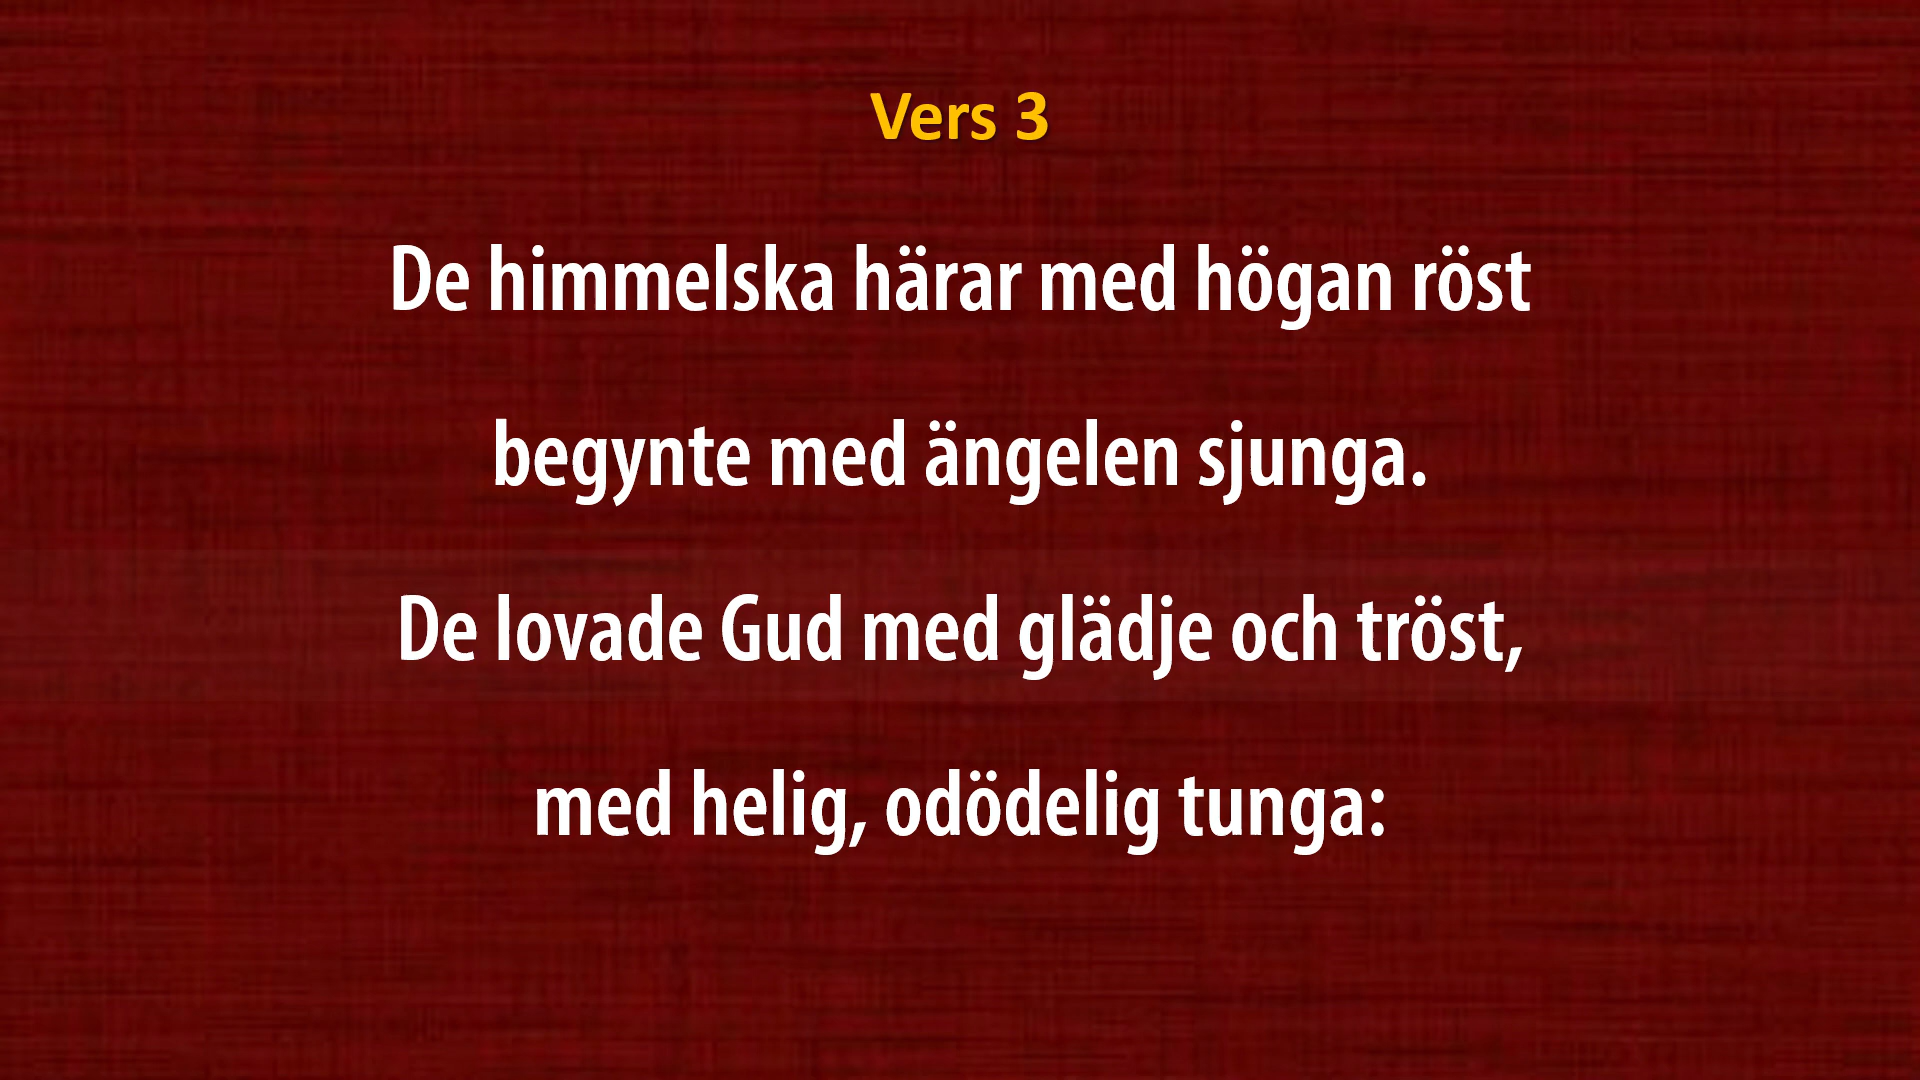 Vers 3
De himmelska härar med högan röst
begynte med ängelen sjunga.
De lovade Gud med glädje och tröst,
med helig, odödelig tunga: